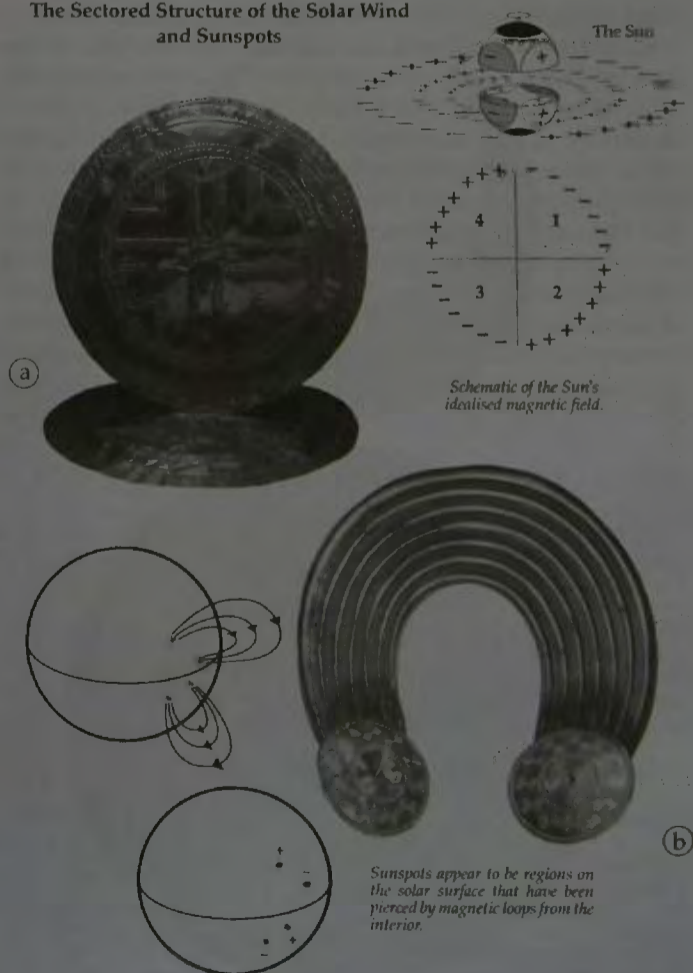 The Sectored Structure of the Solar Wind
and Sunspots
The Sun
4 1
3 2
a
Schematic of the Sun's
idealised magnetic field.
b
Sunspots appear to be regions on
the solar surface that have been
pierced by magnetic loops from the
interior.